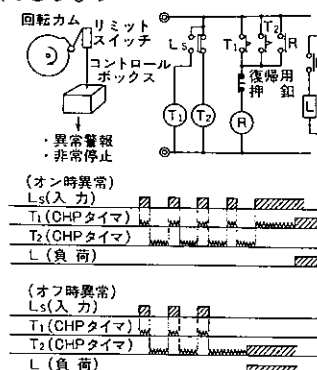 回転カム
リミット
スイッチ
コントロール
ボックス
・異常警報
・非常停止
LS
T1
T2
R
復帰用
押釦
T1
T2
R
L
(オン時異常)
LS(入力)
T1(CHPタイマ)
T2(CHPタイマ)
L(負荷)
(オフ時異常)
LS(入力)
T1(CHPタイマ)
T2(CHPタイマ)
L(負荷)